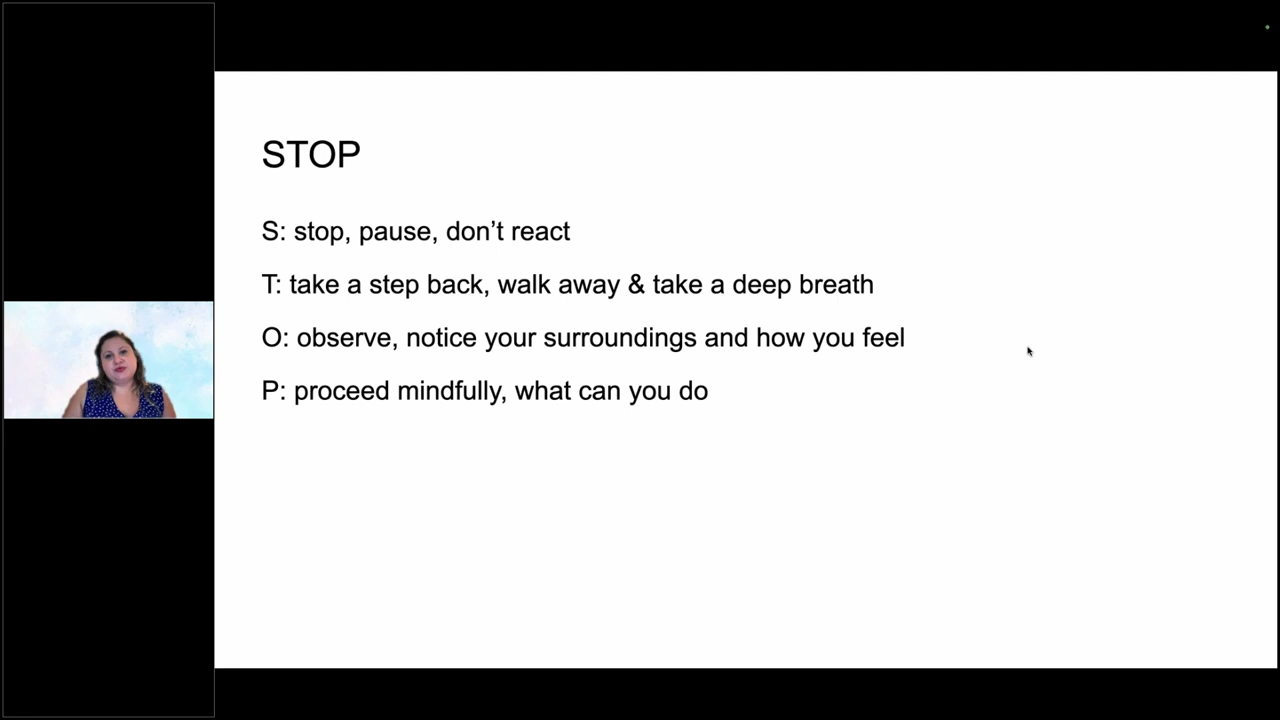 STOP
S: stop, pause, don’t react
T: take a step back, walk away & take a deep breath
O: observe, notice your surroundings and how you feel
P: proceed mindfully, what can you do